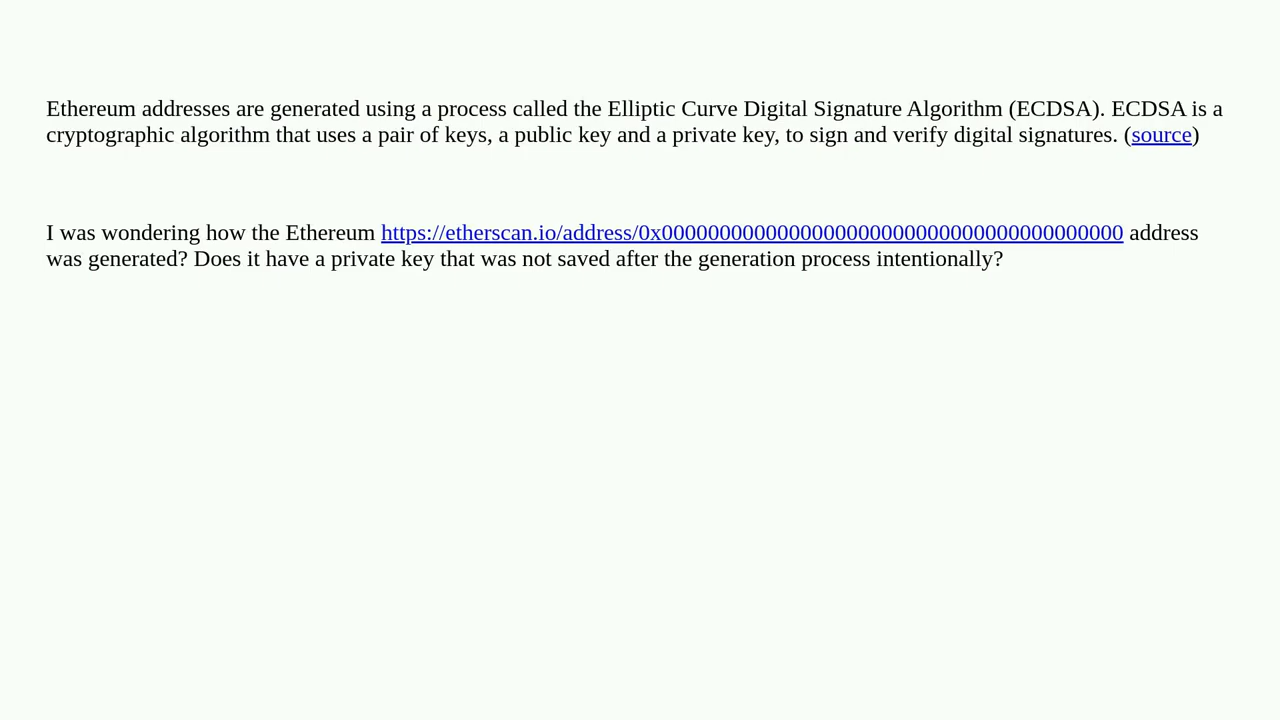 Ethereum addresses are generated using a process called the Elliptic Curve Digital Signature Algorithm (ECDSA). ECDSA is a
cryptographic algorithm that uses a pair of keys, a public key and a private key, to sign and verify digital signatures. (source)
I was wondering how the Ethereum https://etherscan.io/address/0x0000000000000000000000000000000000000000 address
was generated? Does it have a private key that was not saved after the generation process intentionally?